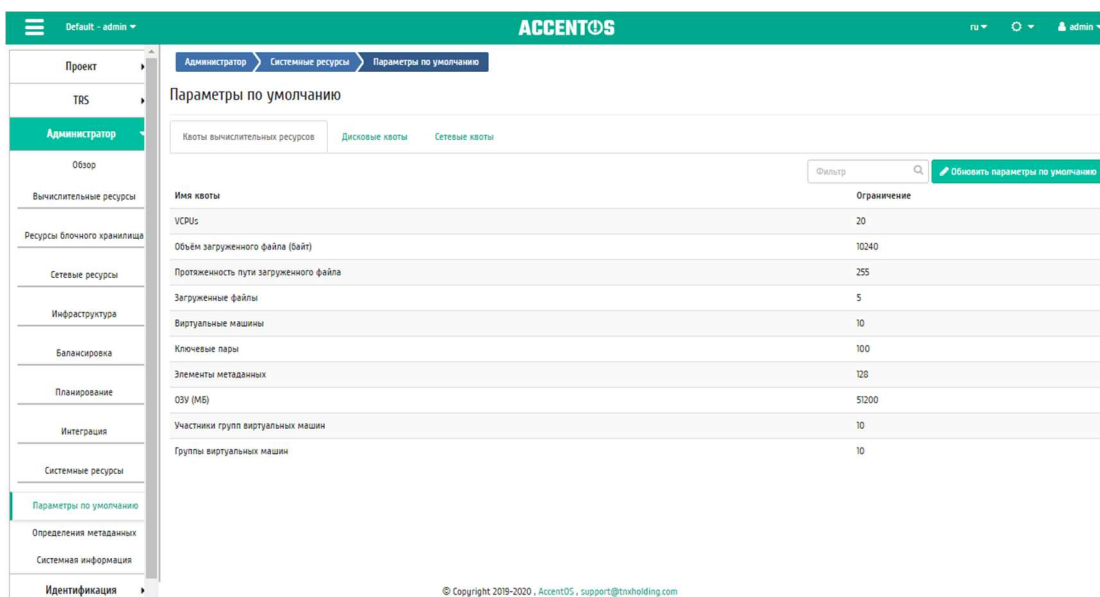 Default - admin
ACCENTOS
ru
admin
Проект
TRS
Администратор
Обзор
Вычислительные ресурсы
Ресурсы блочного хранилища
Сетевые ресурсы
Инфраструктура
Балансировка
Планирование
Интеграция
Системные ресурсы
Параметры по умолчанию
Определения метаданных
Системная информация
Идентификация
Администратор Системные ресурсы Параметры по умолчанию
Параметры по умолчанию
Квоты вычислительных ресурсов Дисковые квоты Сетевые квоты
Фильтр Обновить параметры по умолчанию
Имя квоты Ограничение
VCPUs 20
Объём загруженного файла (байт) 10240
Протяженность пути загруженного файла 255
Загруженные файлы 5
Виртуальные машины 10
Ключевые пары 100
Элементы метаданных 128
ОЗУ (МБ) 51200
Участники групп виртуальных машин 10
Группы виртуальных машин 10
© Copyright 2019-2020 , AccentOS , support@tnxholding.com